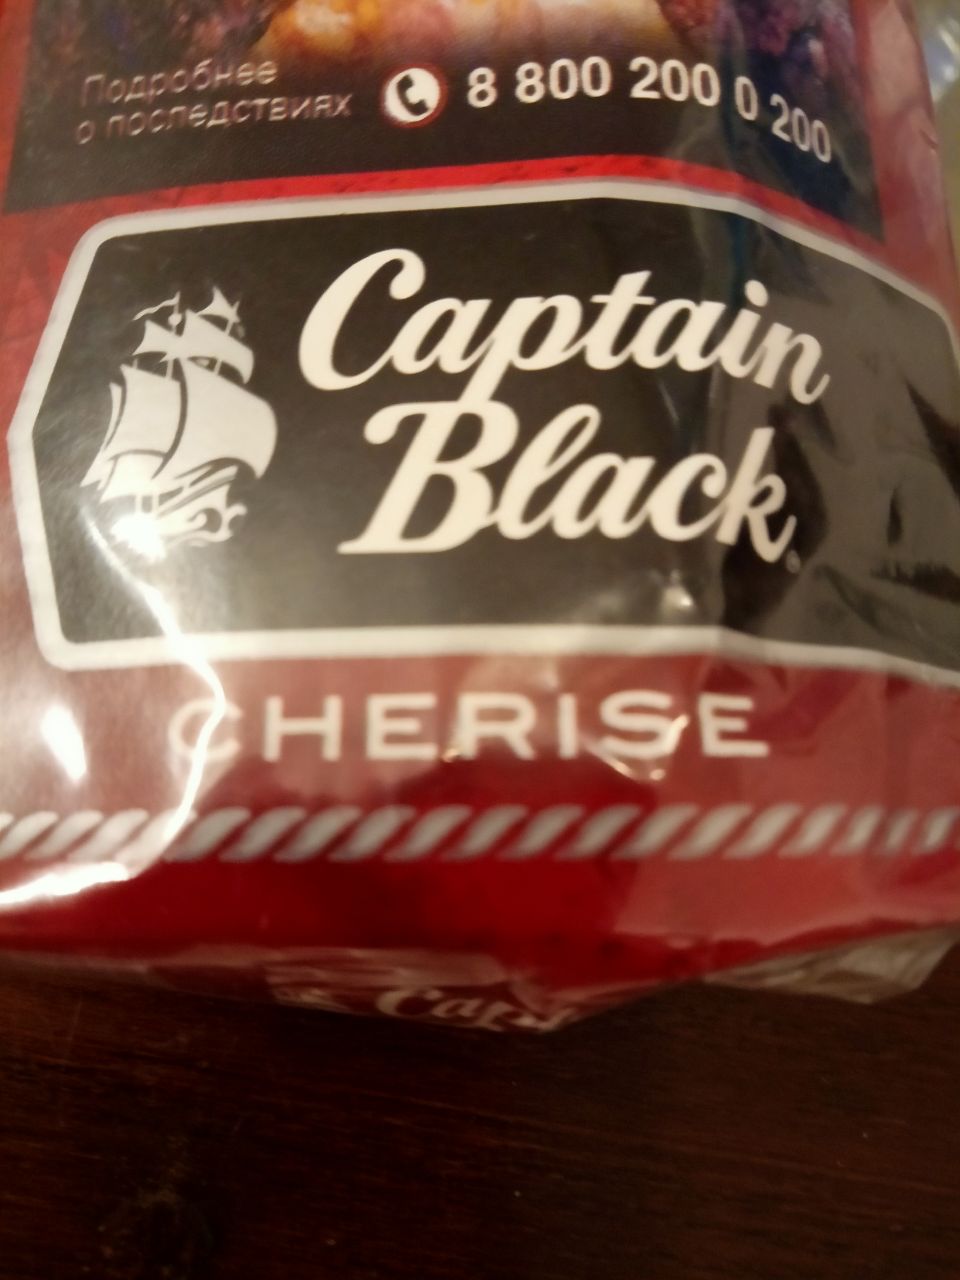 Подробнее
о последствиях
8 800 200 0 200
Captain
Black
CHERISE